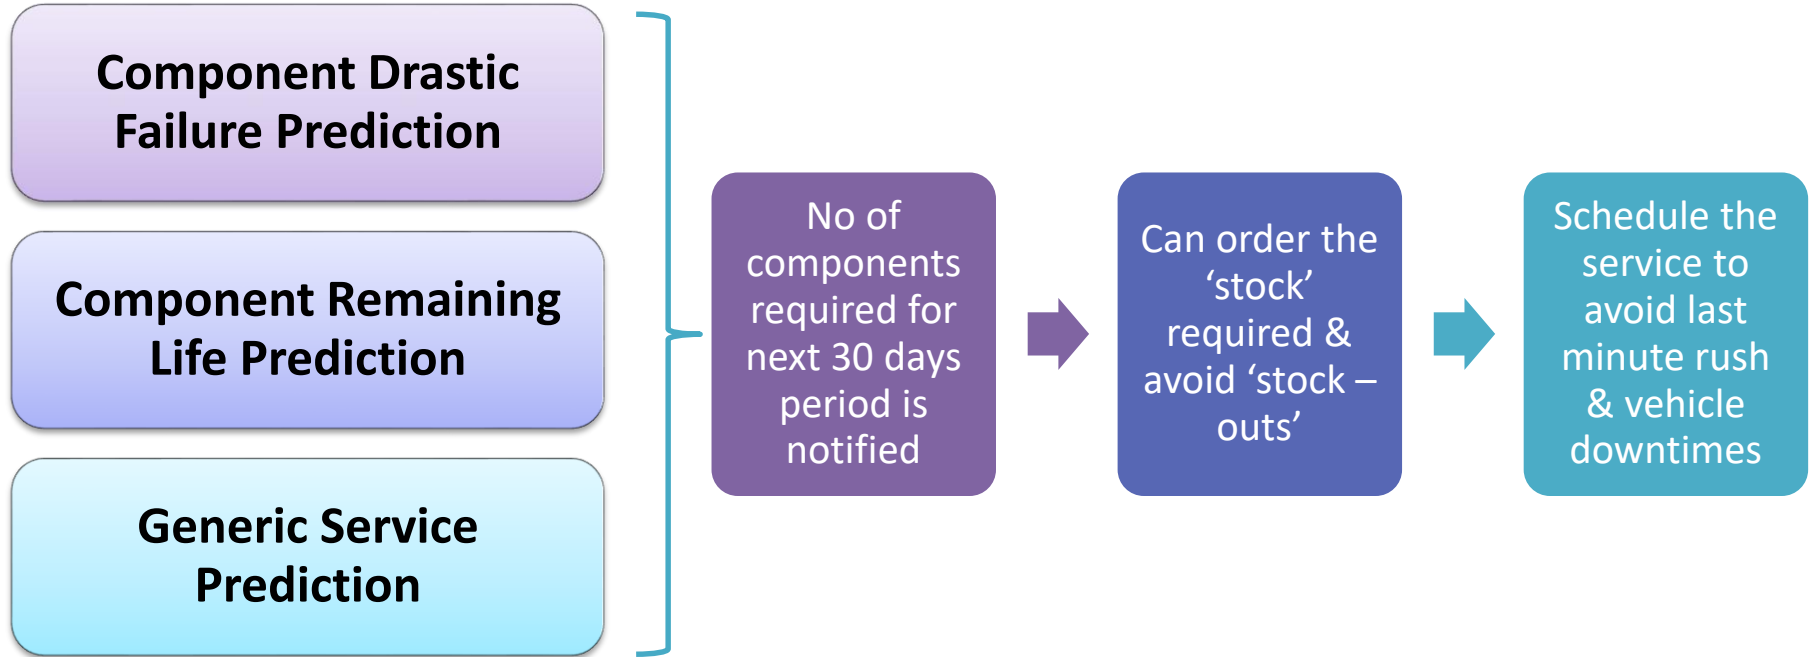 Component Drastic
Failure Prediction
Component Remaining
Life Prediction
Generic Service
Prediction
No of
components
required for
next 30 days
period is
notified
Can order the
‘stock’
required &
avoid ‘stock –
outs’
Schedule the
service to
avoid last
minute rush
& vehicle
downtimes